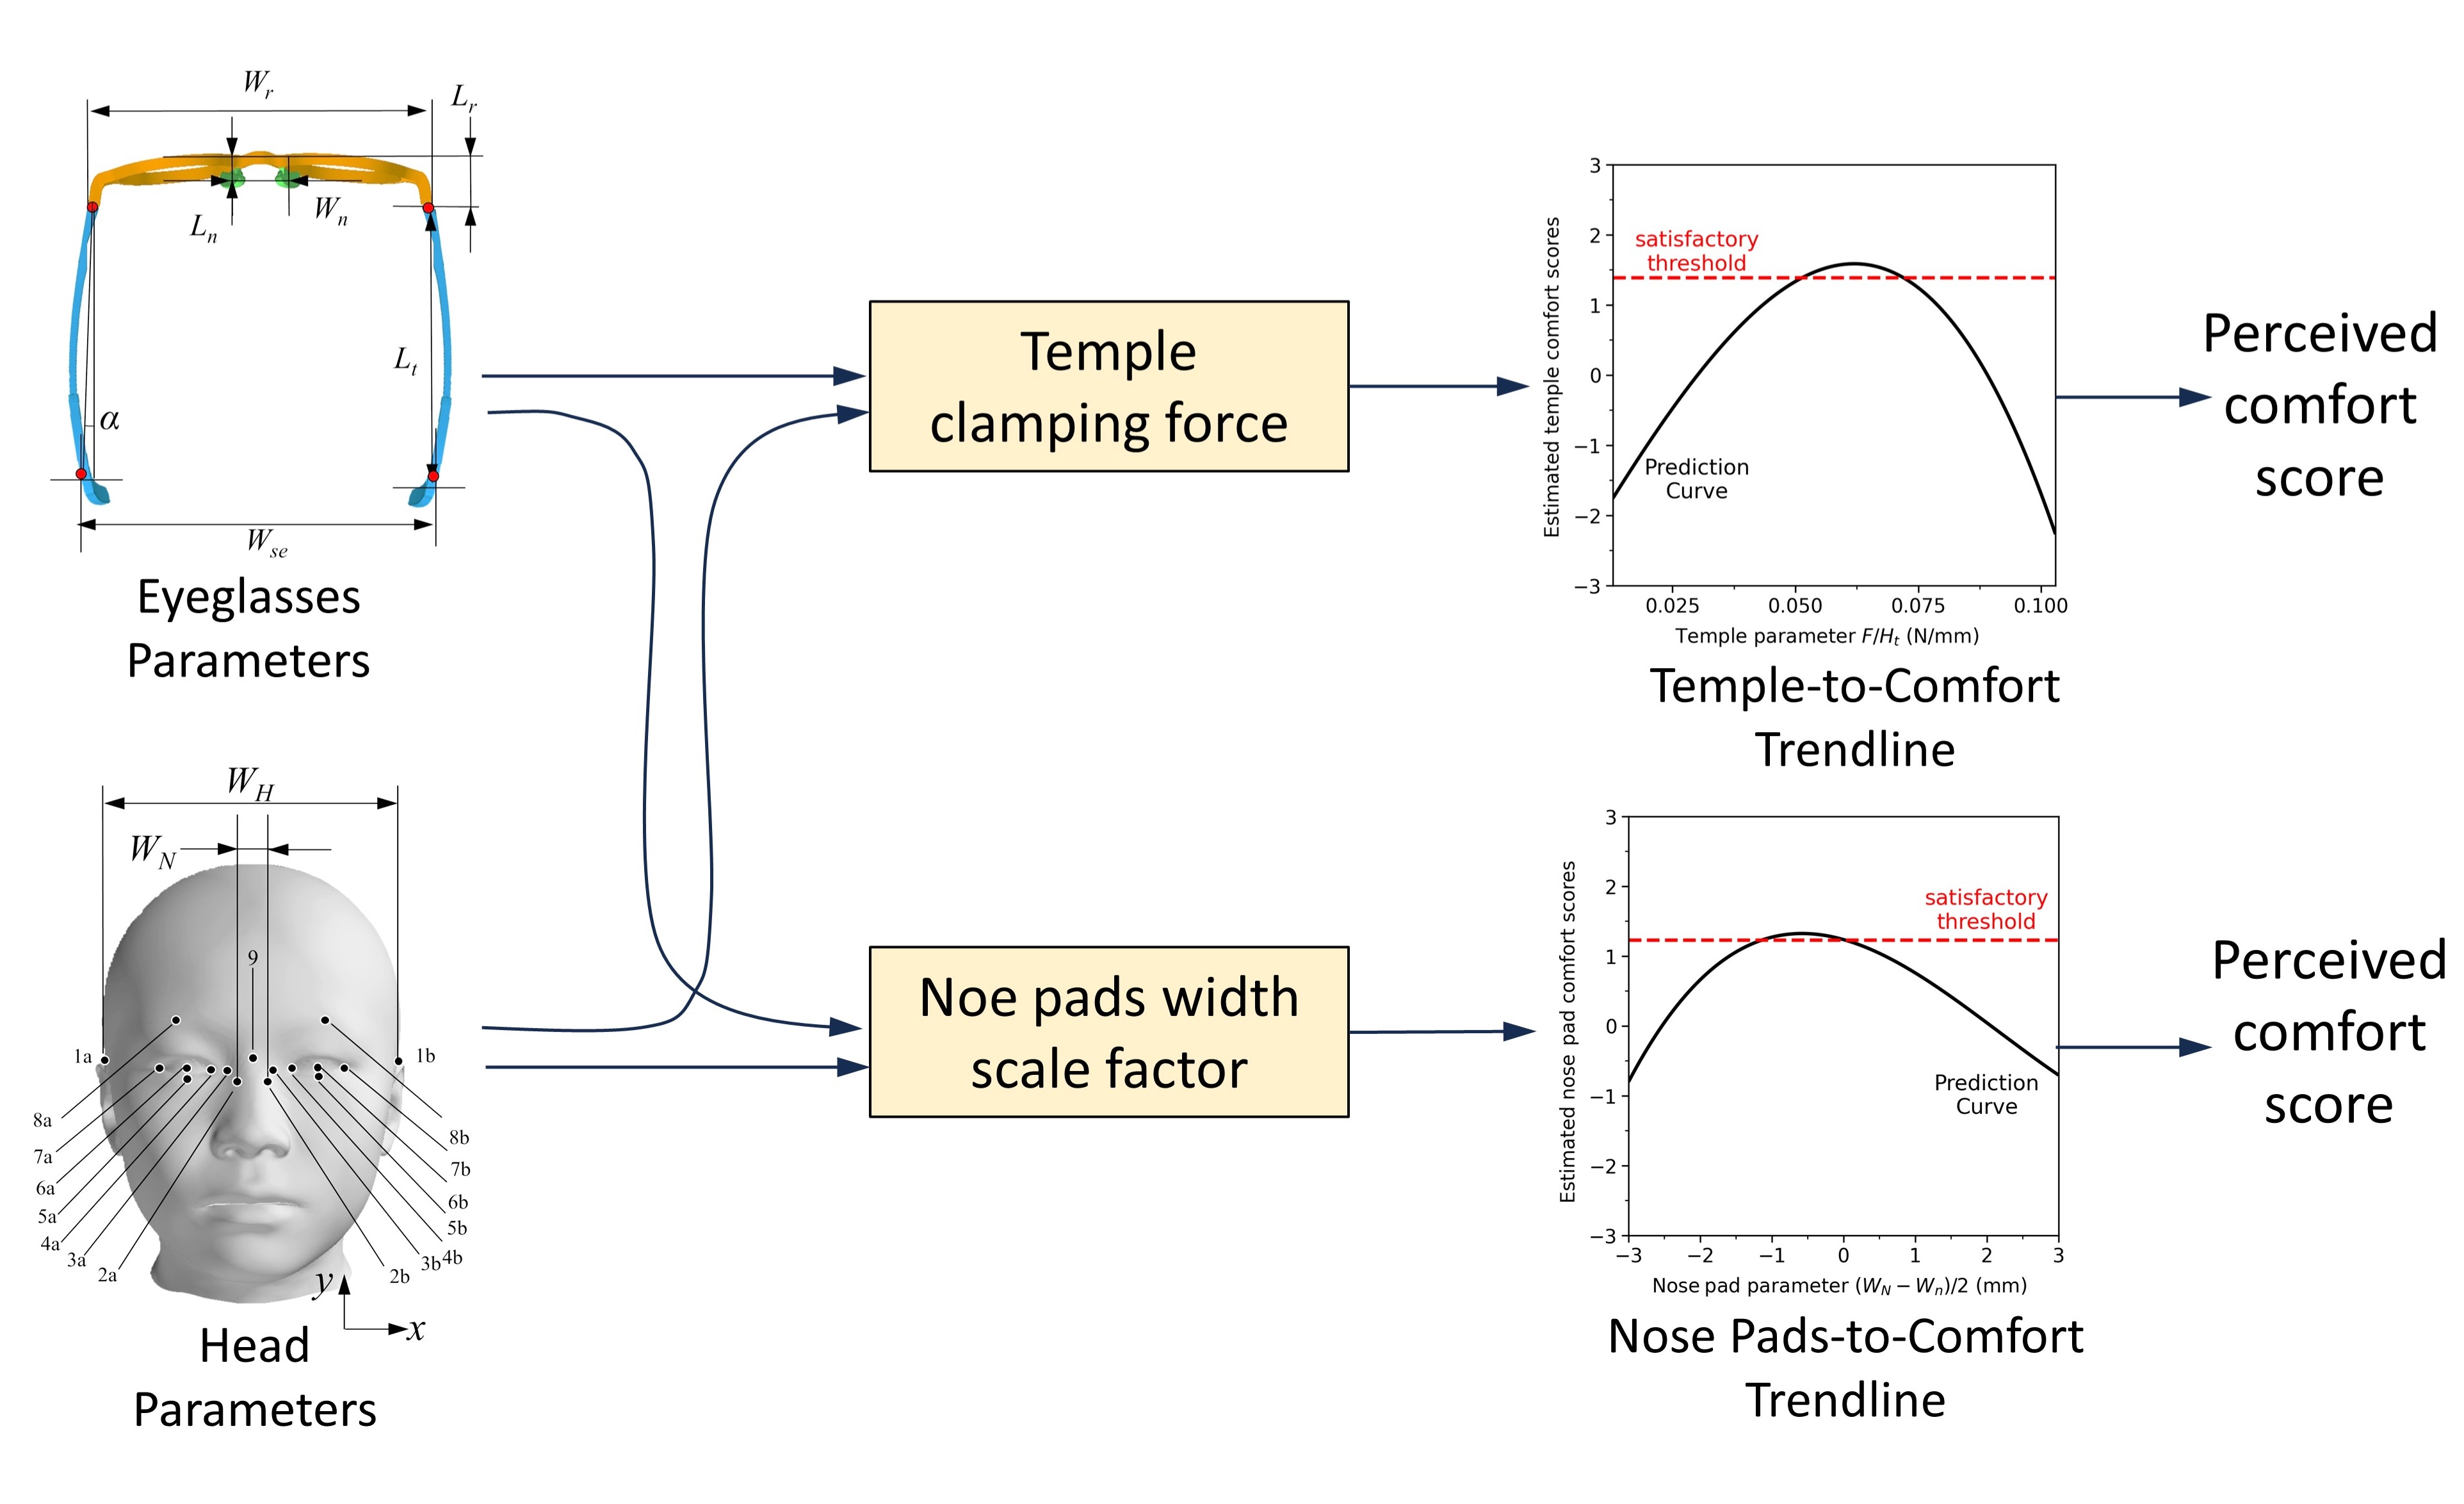 W_r
L_r
L_n
W_n
L_t
α
W_se
Eyeglasses
Parameters
W_H
W_N
9
1a
1b
8a
7a
6a
5a
4a
3a
2a
8b
7b
6b
5b
4b
3b
2b
y
x
Head
Parameters
Temple
clamping force
Noe pads width
scale factor
Estimated temple comfort scores
3
2
1
0
−1
−2
−3
satisfactory
threshold
Prediction
Curve
0.025 0.050 0.075 0.100
Temple parameter F/H_t (N/mm)
Temple-to-Comfort
Trendline
Perceived
comfort
score
Estimated nose pad comfort scores
3
2
1
0
−1
−2
−3
satisfactory
threshold
Prediction
Curve
−3 −2 −1 0 1 2 3
Nose pad parameter (W_N − W_n)/2 (mm)
Nose Pads-to-Comfort
Trendline
Perceived
comfort
score